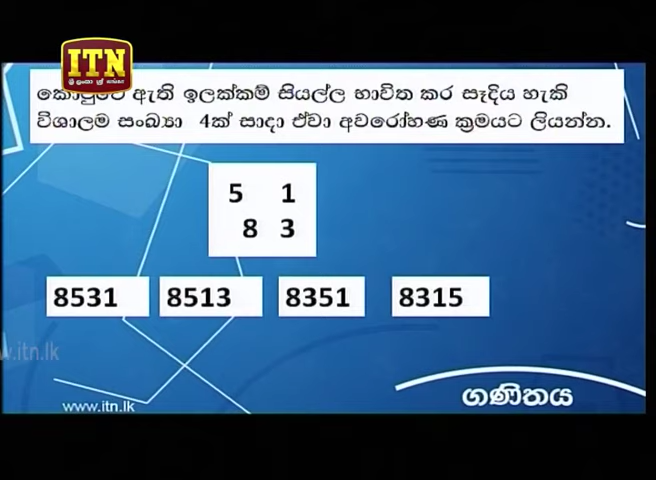 ITN
ශ්‍රී ලංකා
ඇති ඉලක්කම් සියල්ල භාවිත කර සෑදිය හැකි
විශාලම සංඛ්‍යා 4ක් සාදා ඒවා අවරෝහණ ක්‍රමයට ලියන්න.
5 1
8 3
8531 8513 8351 8315
w.itn.lk
www.itn.lk
ගණිතය